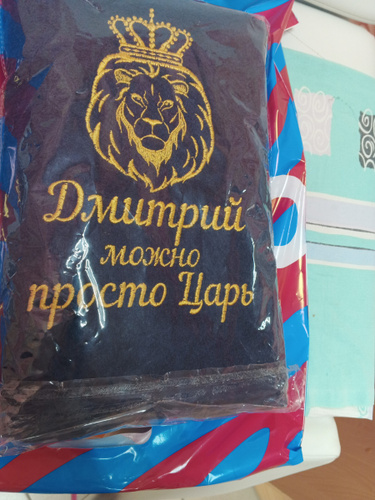 Дмитрий
можно
просто Царь